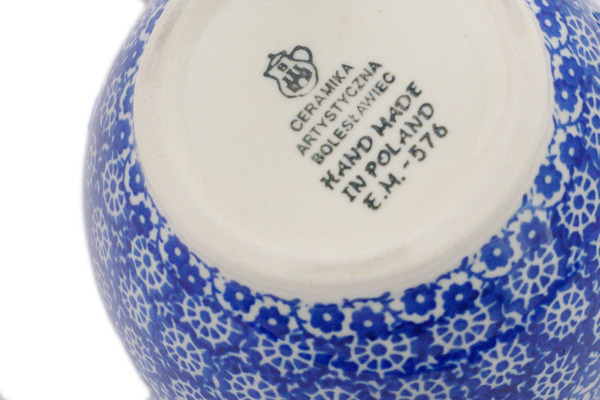 B
CERAMIKA
ARTYSTYCZNA
BOLESŁAWIEC
HAND MADE
IN POLAND
E.M.-576